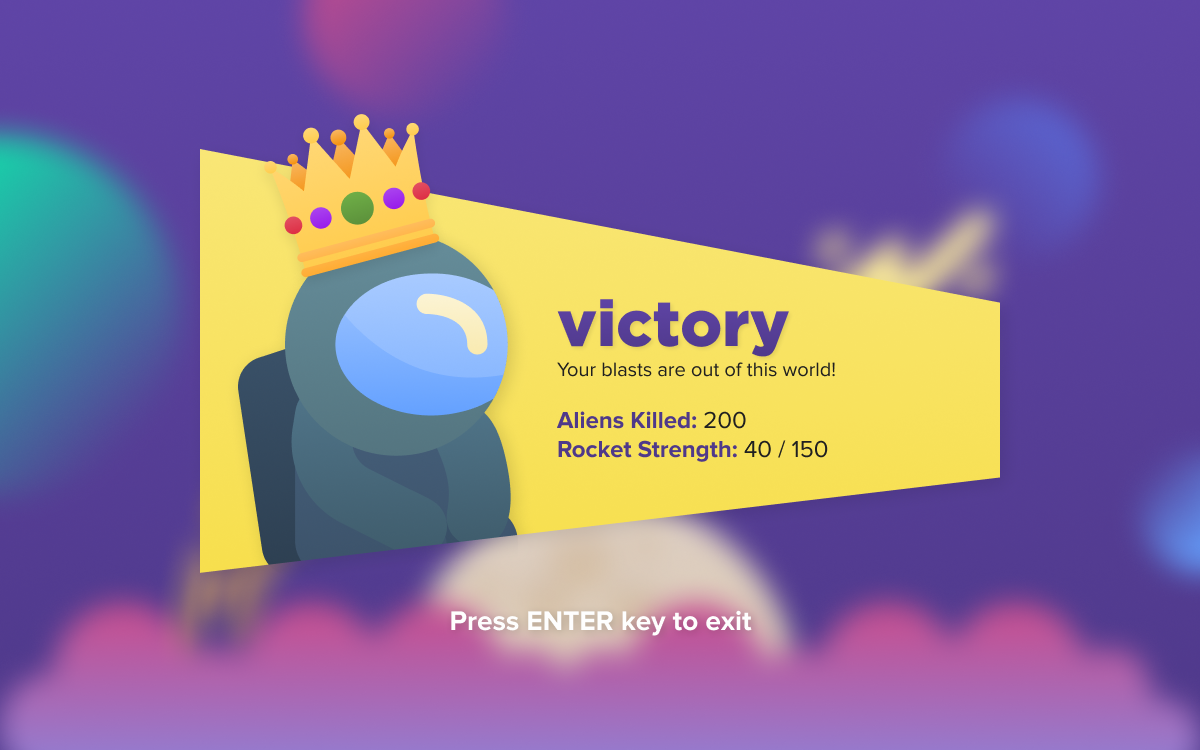 victory
Your blasts are out of this world!
Aliens Killed: 200
Rocket Strength: 40 / 150
Press ENTER key to exit